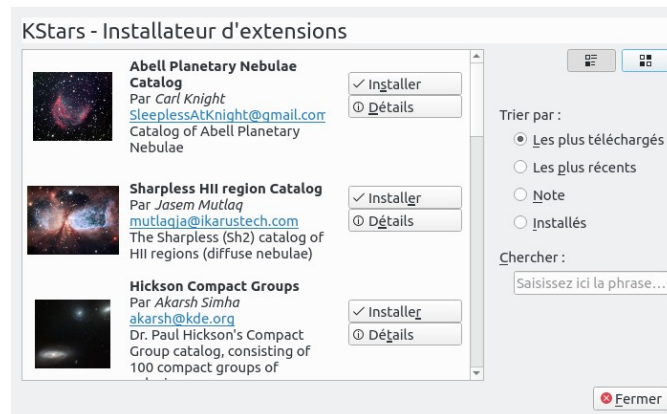 KStars - Installateur d'extensions
Abell Planetary Nebulae
Catalog
Par Carl Knight
SleeplessAtKnight@gmail.com
Catalog of Abell Planetary
Nebulae
Installer
Détails
Sharpless HII region Catalog
Par Jasem Mutlaq
mutlaqja@ikarustech.com
The Sharpless (Sh2) catalog of
HII regions (diffuse nebulae)
Installer
Détails
Hickson Compact Groups
Par Akarsh Simha
akarsh@kde.org
Dr. Paul Hickson's Compact
Group catalog, consisting of
100 compact groups of
Installer
Détails
Trier par :
Les plus téléchargés
Les plus récents
Note
Installés
Chercher :
Saisissez ici la phrase...
Fermer